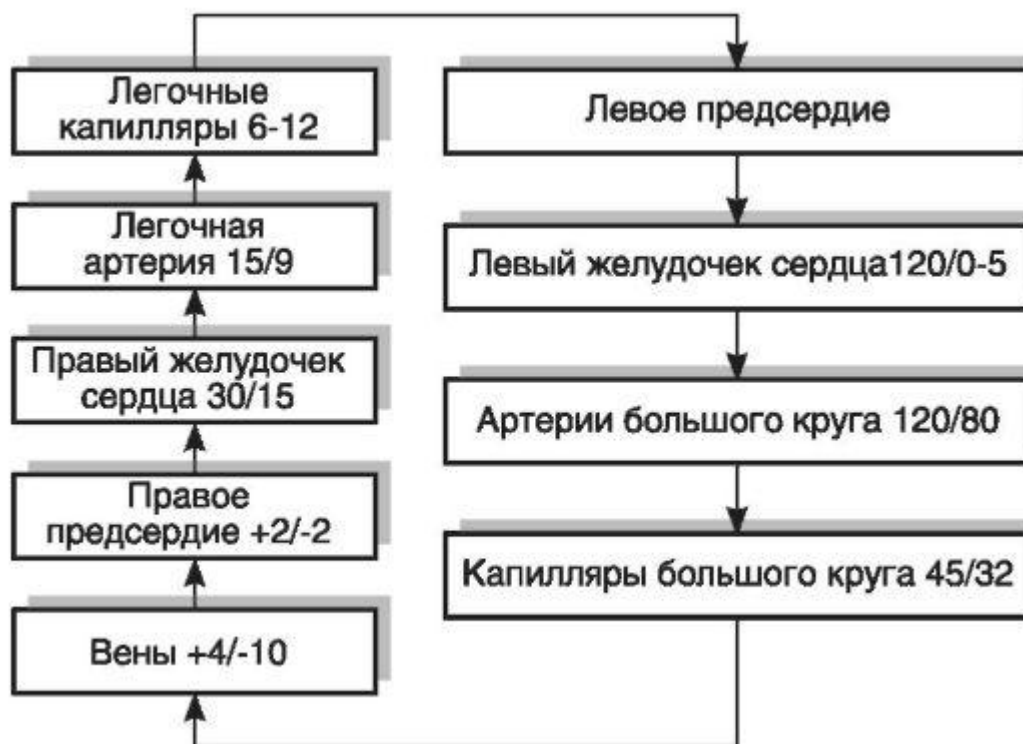 Легочные
капилляры 6-12
Легочная
артерия 15/9
Правый желудочек
сердца 30/15
Правое
предсердие +2/-2
Вены +4/-10
Левое предсердие
Левый желудочек сердца120/0-5
Артерии большого круга 120/80
Капилляры большого круга 45/32